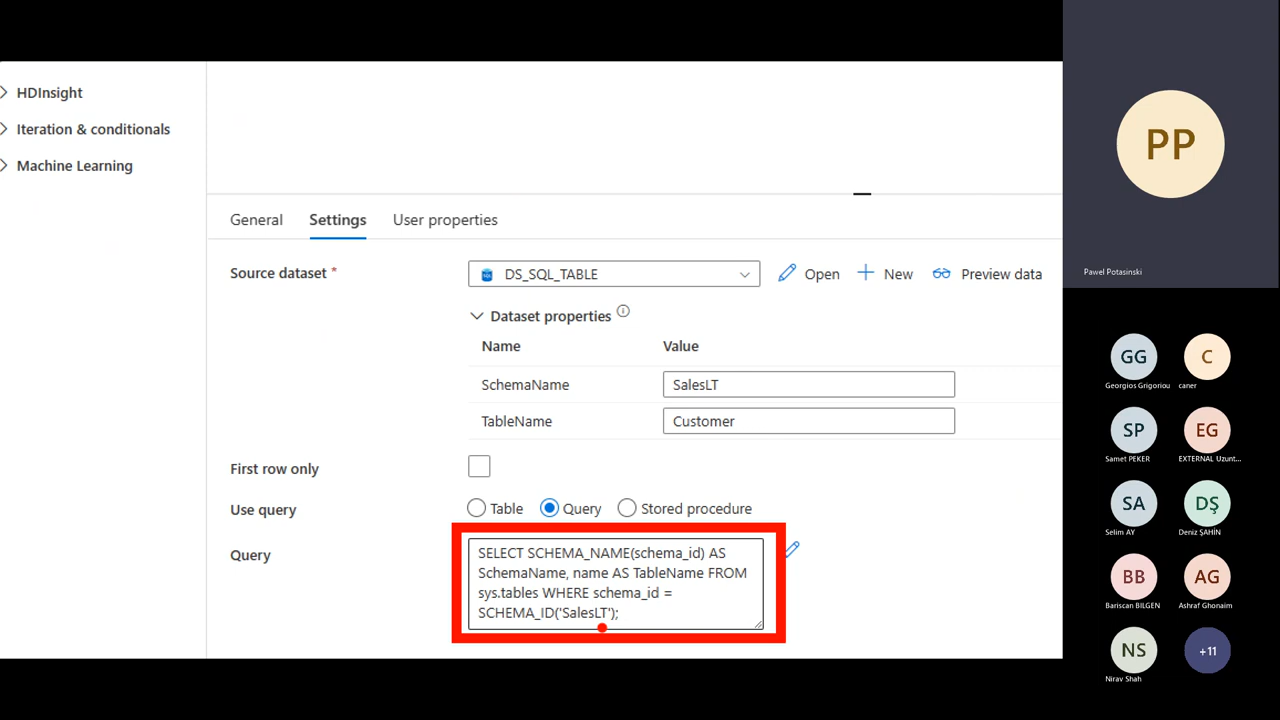 HDInsight
Iteration & conditionals
Machine Learning
General Settings User properties
Source dataset *
DS_SQL_TABLE
Open New Preview data
Dataset properties
Name Value
SchemaName SalesLT
TableName Customer
First row only
Use query Table Query Stored procedure
Query
SELECT SCHEMA_NAME(schema_id) AS
SchemaName, name AS TableName FROM
sys.tables WHERE schema_id =
SCHEMA_ID('SalesLT');
PP
Pawel Potasinski
GG C
Georgios Grigoriou caner
SP EG
Samet PEKER EXTERNAL Uzunt...
SA DŞ
Selim AY Deniz ŞAHİN
BB AG
Bariscan BILGEN Ashraf Ghonaim
NS +11
Nirav Shah